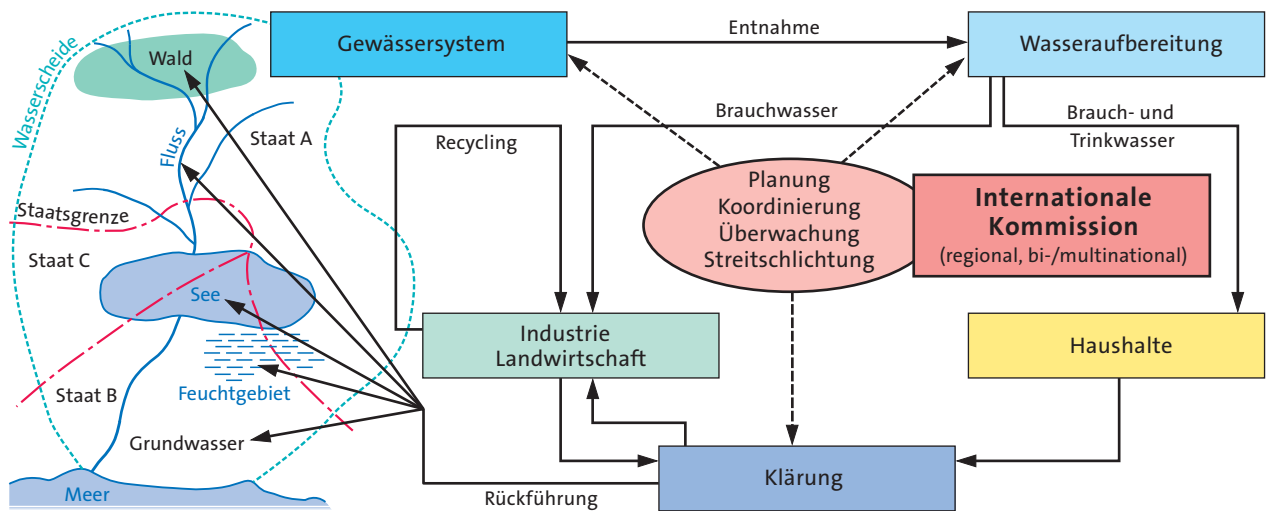 Wasserscheide
Wald
Fluss
Staat A
Staatsgrenze
Staat C
See
Staat B
Feuchtgebiet
Grundwasser
Meer
Gewässersystem
Entnahme
Wasseraufbereitung
Brauchwasser
Brauch- und
Trinkwasser
Recycling
Planung
Koordinierung
Überwachung
Streitschlichtung
Internationale
Kommission
(regional, bi-/multinational)
Industrie
Landwirtschaft
Haushalte
Klärung
Rückführung